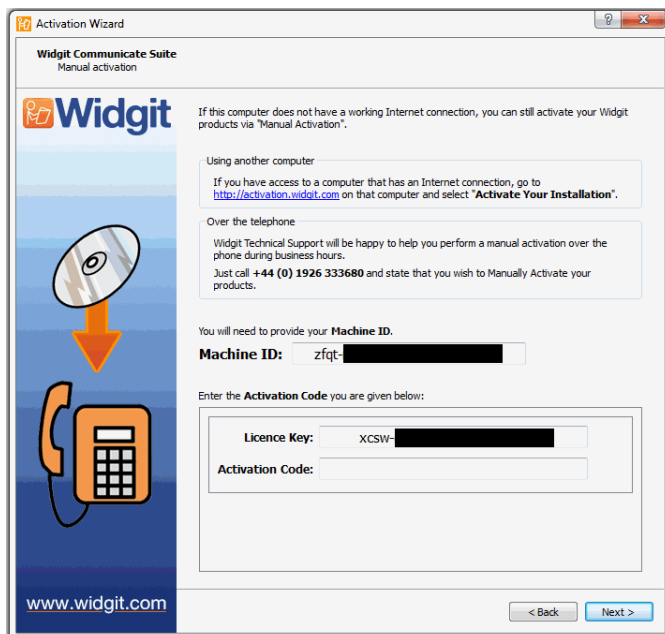 Activation Wizard
Widgit Communicate Suite
Manual activation
Widgit
If this computer does not have a working Internet connection, you can still activate your Widgit
products via "Manual Activation".
Using another computer
If you have access to a computer that has an Internet connection, go to
http://activation.widgit.com on that computer and select "Activate Your Installation".
Over the telephone
Widgit Technical Support will be happy to help you perform a manual activation over the
phone during business hours.
Just call +44 (0) 1926 333680 and state that you wish to Manually Activate your
products.
You will need to provide your Machine ID.
Machine ID: zfqt-
Enter the Activation Code you are given below:
Licence Key: xcsw-
Activation Code:
www.widgit.com
< Back Next >